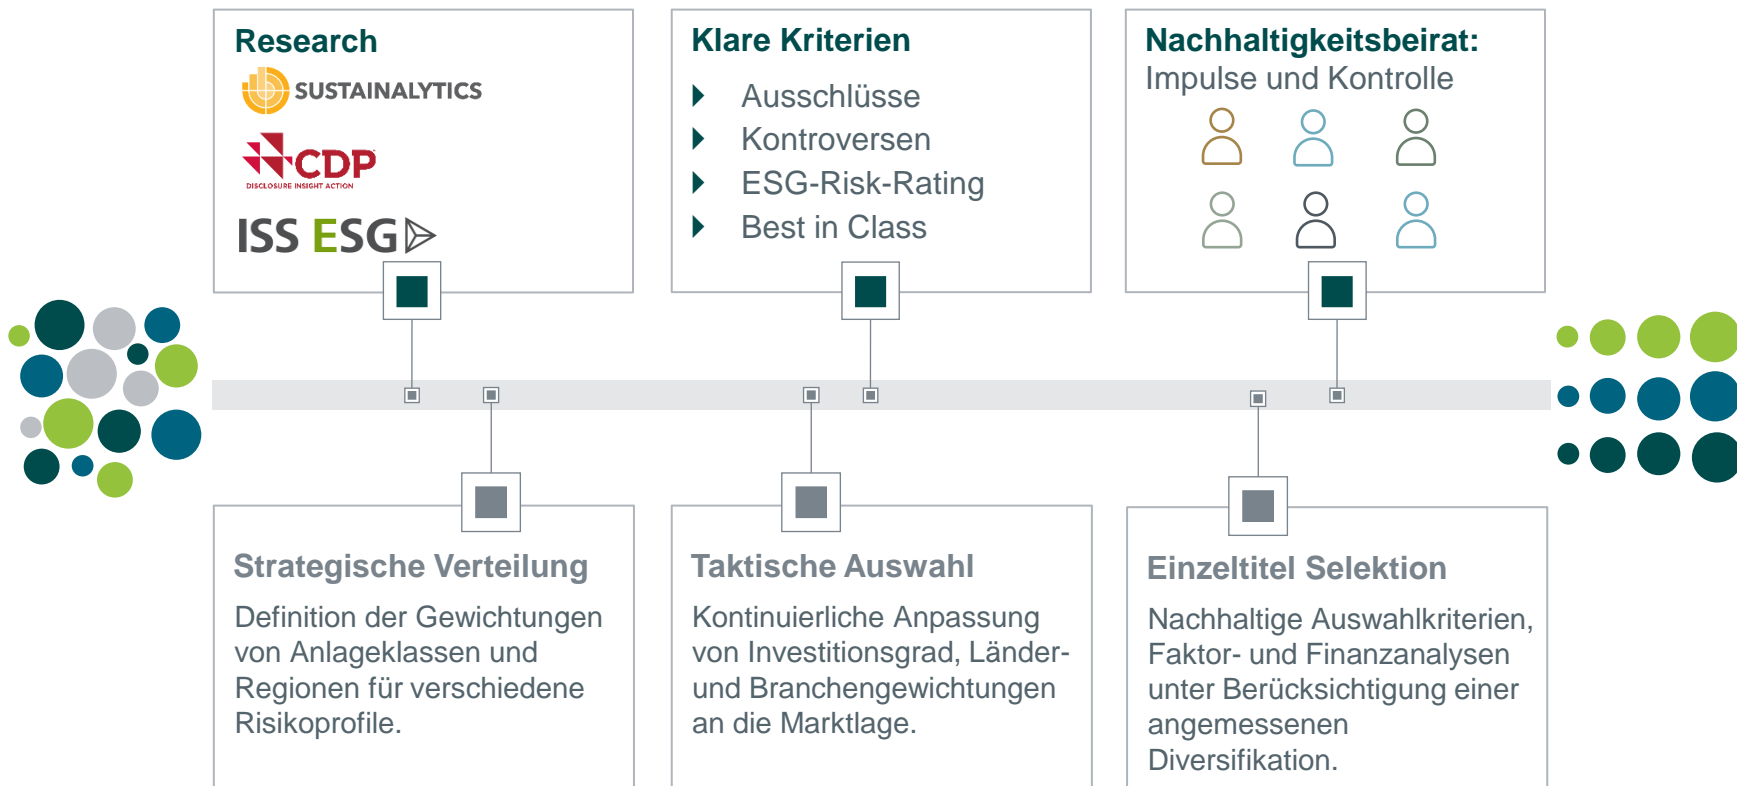 Research
SUSTAINALYTICS
CDP
DISCLOSURE INSIGHT ACTION
ISS ESG
Klare Kriterien
Ausschlüsse
Kontroversen
ESG-Risk-Rating
Best in Class
Nachhaltigkeitsbeirat:
Impulse und Kontrolle
Strategische Verteilung
Definition der Gewichtungen
von Anlageklassen und
Regionen für verschiedene
Risikoprofile.
Taktische Auswahl
Kontinuierliche Anpassung
von Investitionsgrad, Länder-
und Branchengewichtungen
an die Marktlage.
Einzeltitel Selektion
Nachhaltige Auswahlkriterien,
Faktor- und Finanzanalysen
unter Berücksichtigung einer
angemessenen
Diversifikation.